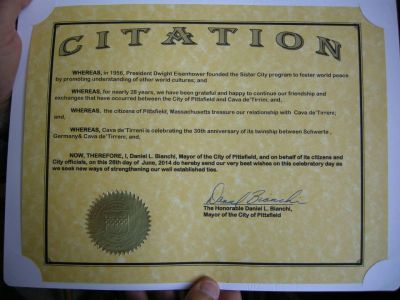 CITATION
WHEREAS, in 1956, President Dwight Eisenhower founded the Sister City program to foster world peace
by promoting understanding of other world cultures; and
WHEREAS, for nearly 28 years, we have been grateful and happy to continue our friendship and
exchanges that have occurred between the City of Pittsfield and Cava de'Tirreni; and,
WHEREAS, the citizens of Pittsfield, Massachusetts treasure our relationship with Cava de'Tirreni;
and,
WHEREAS, Cava de'Tirreni is celebrating the 30th anniversary of its twinship between Schwerte ,
Germany& Cava de'Tirreni; and,
NOW, THEREFORE, I, Daniel L. Bianchi, Mayor of the City of Pittsfield, and on behalf of its citizens and
City officials, on this 26th day of June, 2014 do hereby send our very best wishes on this celebratory day as
we seek new ways of strengthening our well established ties.
Daniel Bianchi
The Honorable Daniel L. Bianchi,
Mayor of the City of Pittsfield